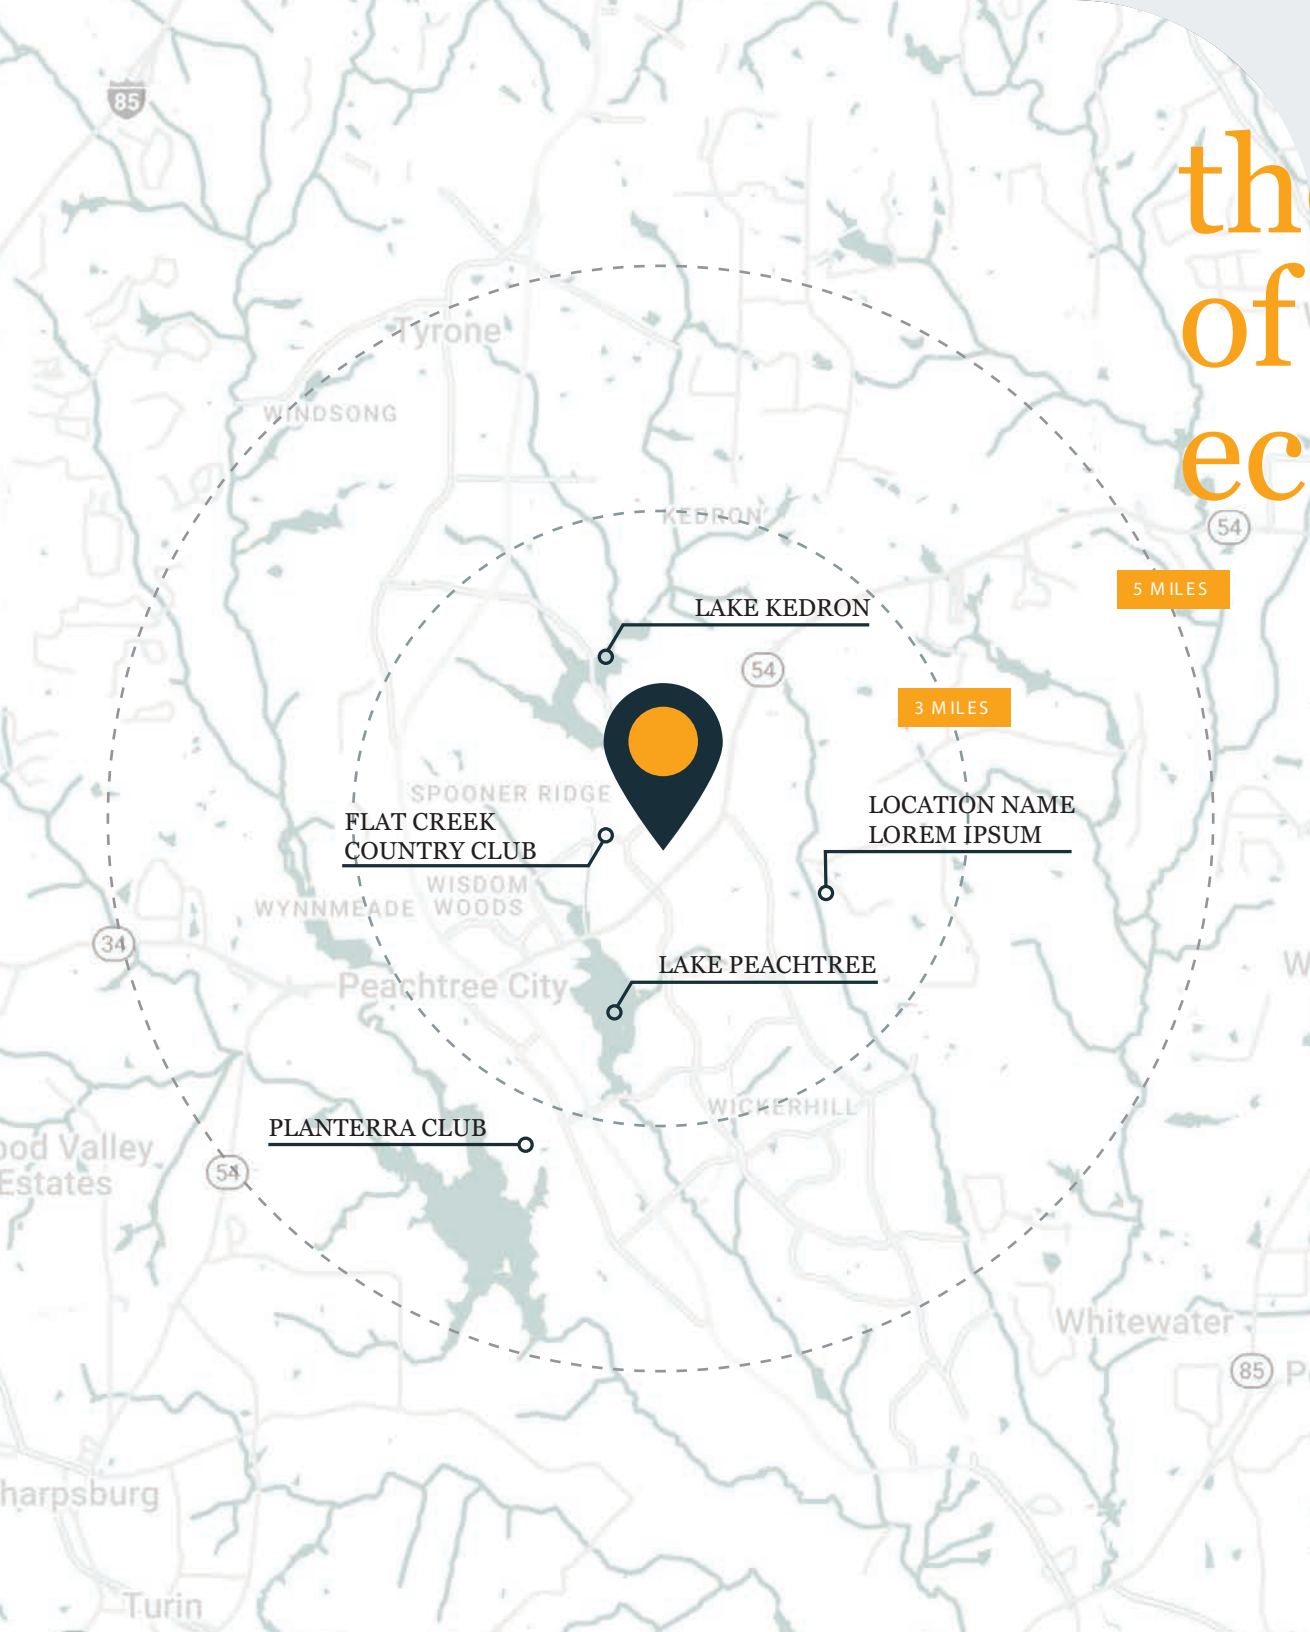 85
th
of
Tyrone
WINDSONG
ec
KEDRON
54
5 MILES
LAKE KEDRON
54
3 MILES
SPOONER RIDGE
FLAT CREEK
COUNTRY CLUB
LOCATION NAME
LOREM IPSUM
WISDOM
WOODS
WYNNMEADE
34
LAKE PEACHTREE
Peachtree City
W
WICKERHILL
PLANTERRA CLUB
ood Valley
Estates
54
Whitewater
85
P
harpsburg
Turin